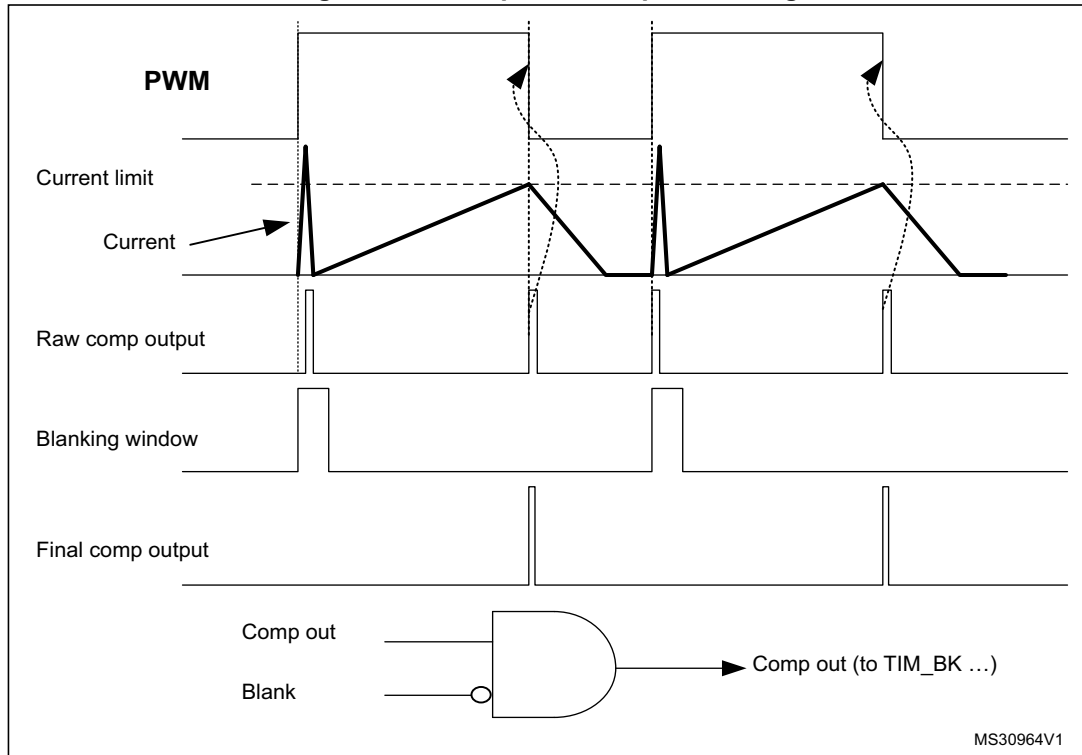 PWM
Current limit
Current
Raw comp output
Blanking window
Final comp output
Comp out
Comp out (to TIM_BK …)
Blank
MS30964V1